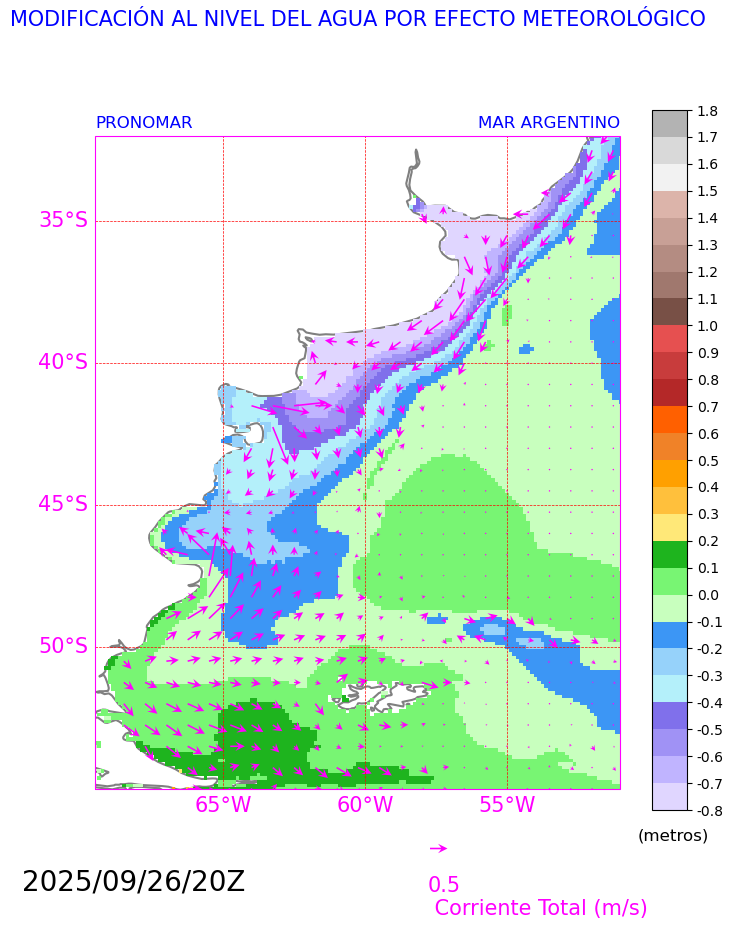 MODIFICACIÓN AL NIVEL DEL AGUA POR EFECTO METEOROLÓGICO
PRONOMAR MAR ARGENTINO
35°S
40°S
45°S
50°S
65°W 60°W 55°W
1.8
1.7
1.6
1.5
1.4
1.3
1.2
1.1
1.0
0.9
0.8
0.7
0.6
0.5
0.4
0.3
0.2
0.1
0.0
-0.1
-0.2
-0.3
-0.4
-0.5
-0.6
-0.7
-0.8
(metros)
2025/09/26/20Z
0.5
Corriente Total (m/s)